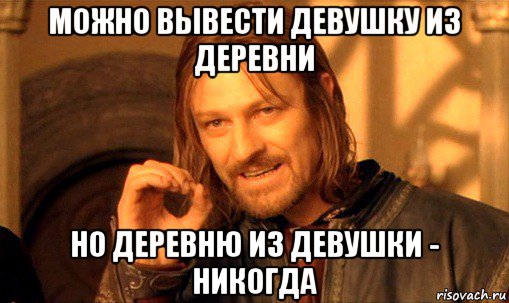 МОЖНО ВЫВЕСТИ ДЕВУШКУ ИЗ
ДЕРЕВНИ
НО ДЕРЕВНЮ ИЗ ДЕВУШКИ -
НИКОГДА
risovach.ru